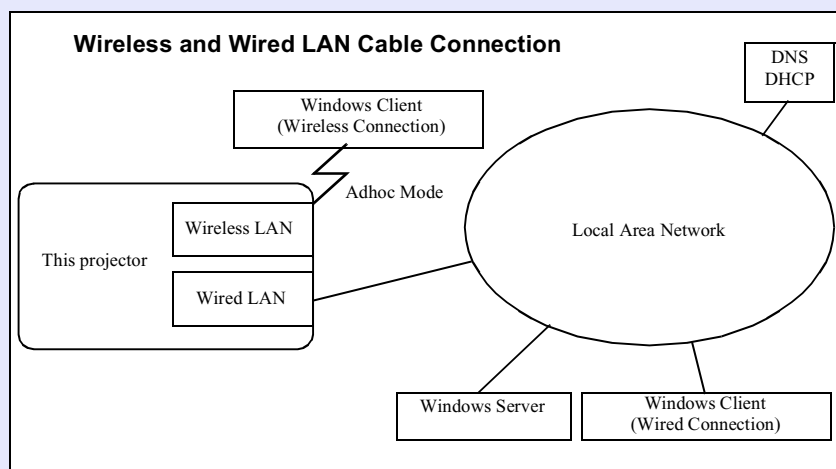 Wireless and Wired LAN Cable Connection
DNS
DHCP
Windows Client
(Wireless Connection)
Adhoc Mode
Wireless LAN
This projector
Wired LAN
Local Area Network
Windows Server
Windows Client
(Wired Connection)